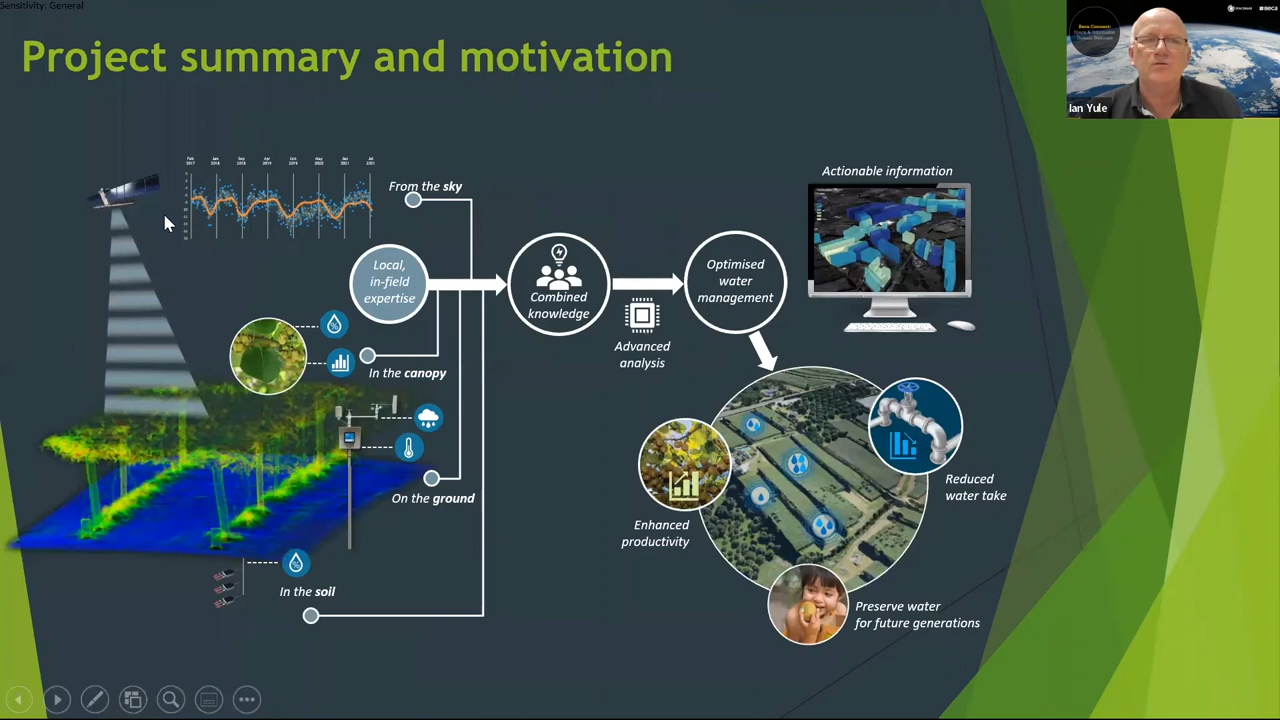 Sensitivity: General
Project summary and motivation
Beca
Ian Yule
From the sky
Actionable information
Local,
in-field
expertise
Combined
knowledge
Optimised
water
management
Advanced
analysis
In the canopy
On the ground
In the soil
Enhanced
productivity
Reduced
water take
Preserve water
for future generations